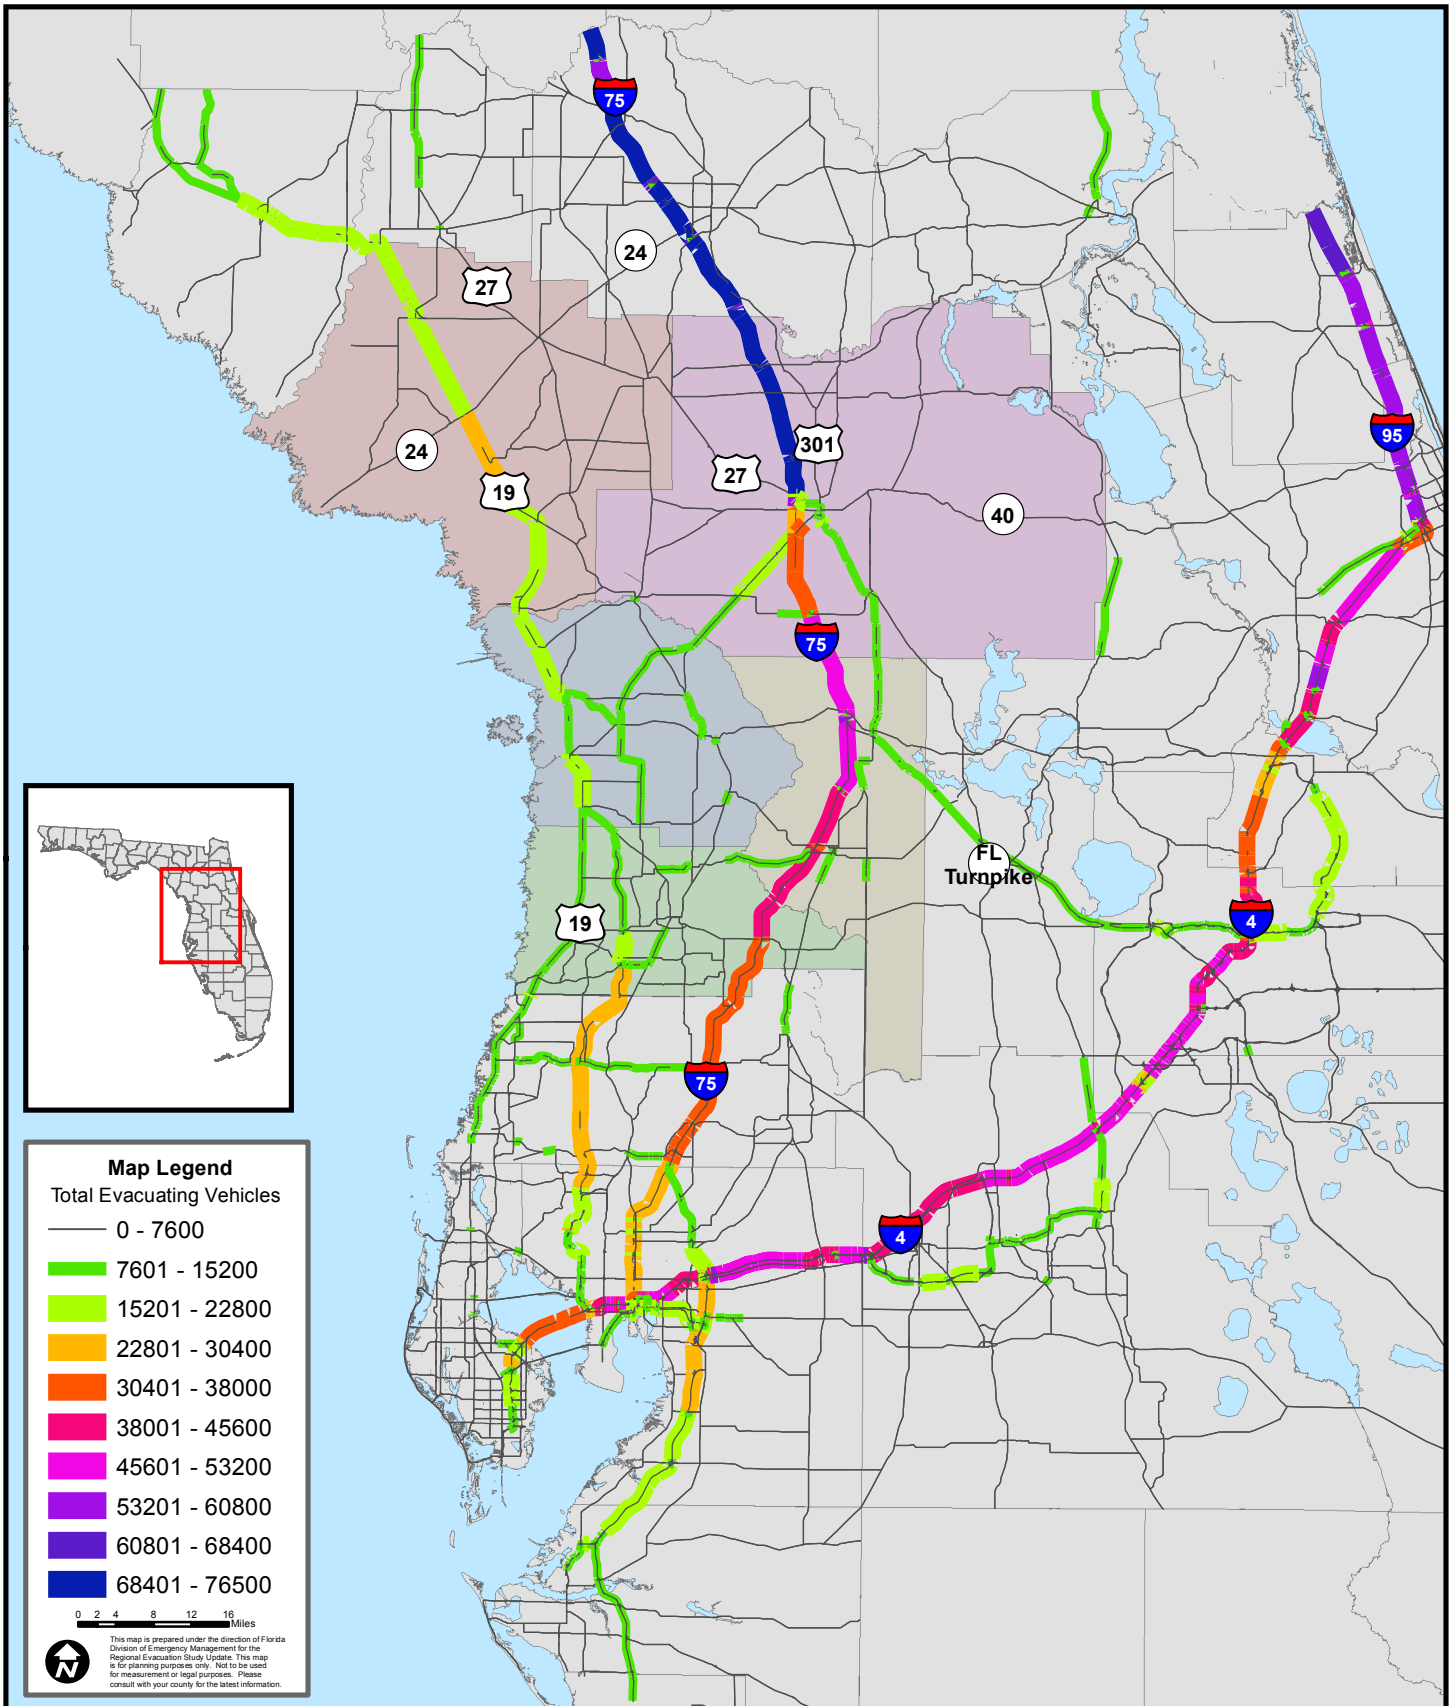 75
24
27
95
301
24
27
19
40
75
FL
Turnpike
19
4
75
4
Map Legend
Total Evacuating Vehicles
0 - 7600
7601 - 15200
15201 - 22800
22801 - 30400
30401 - 38000
38001 - 45600
45601 - 53200
53201 - 60800
60801 - 68400
68401 - 76500
0 2 4 8 12 16
Miles
N
This map is prepared under the direction of Florida
Division of Emergency Management for the
Regional Evacuation Study Update. This map
is for planning purposes only. Not to be used
for measurement or legal purposes. Please
consult with your county for the latest information.